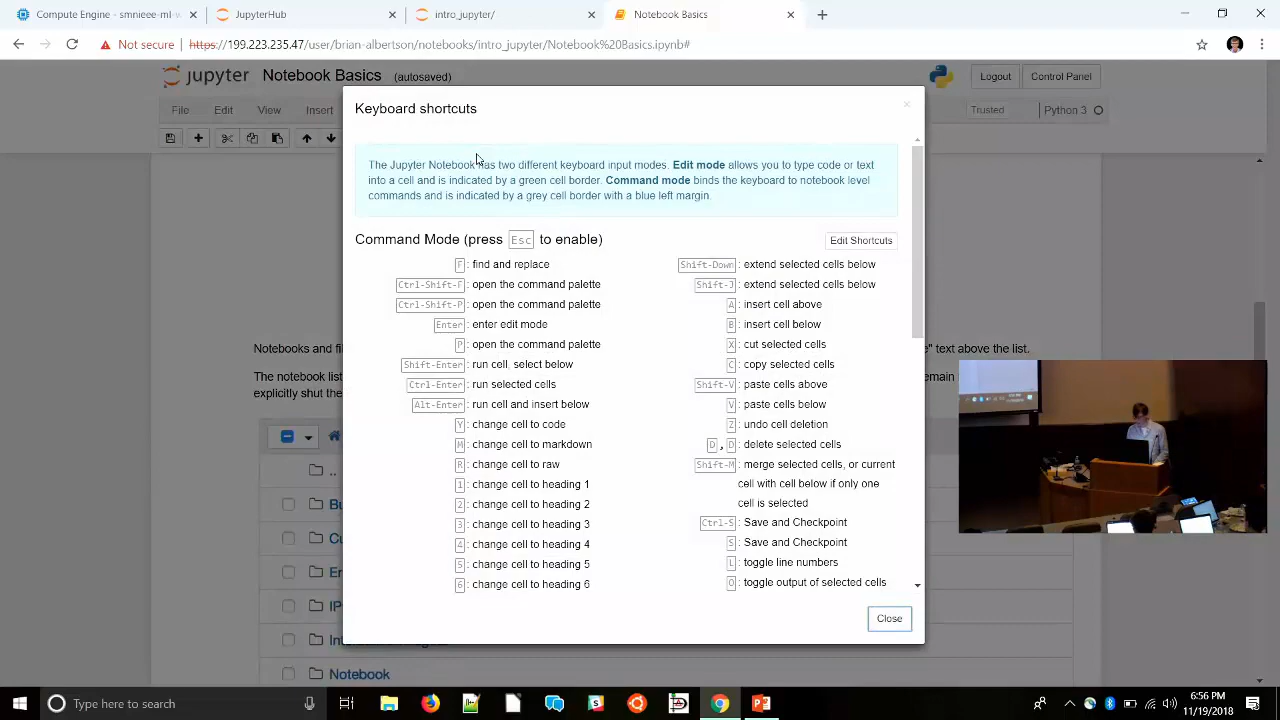 Compute Engine - smnieee-ml-v
JupyterHub
intro_jupyter/
Notebook Basics
Not secure
https://199.223.235.47/user/brian-albertson/notebooks/intro_jupyter/Notebook%20Basics.ipynb#
jupyter Notebook Basics (autosaved)
Logout
Control Panel
File
Edit
View
Insert
Trusted
Python 3
Keyboard shortcuts
The Jupyter Notebook has two different keyboard input modes. Edit mode allows you to type code or text
into a cell and is indicated by a green cell border. Command mode binds the keyboard to notebook level
commands and is indicated by a grey cell border with a blue left margin.
Command Mode (press Esc to enable)
Edit Shortcuts
F : find and replace
Ctrl-Shift-F : open the command palette
Ctrl-Shift-P : open the command palette
Enter : enter edit mode
P : open the command palette
Shift-Enter : run cell, select below
Ctrl-Enter : run selected cells
Alt-Enter : run cell and insert below
Y : change cell to code
M : change cell to markdown
R : change cell to raw
1 : change cell to heading 1
2 : change cell to heading 2
3 : change cell to heading 3
4 : change cell to heading 4
5 : change cell to heading 5
6 : change cell to heading 6
Shift-Down : extend selected cells below
Shift-J : extend selected cells below
A : insert cell above
B : insert cell below
X : cut selected cells
C : copy selected cells
Shift-V : paste cells above
V : paste cells below
Z : undo cell deletion
D , D : delete selected cells
Shift-M : merge selected cells, or current
cell with cell below if only one
cell is selected
Ctrl-S : Save and Checkpoint
S : Save and Checkpoint
L : toggle line numbers
O : toggle output of selected cells
Close
Notebooks and fi
e" text above the list.
The notebook list
emain
explicitly shut the
..
Bu
Cu
En
IP
Inte
Notebook
Type here to search
6:56 PM
11/19/2018